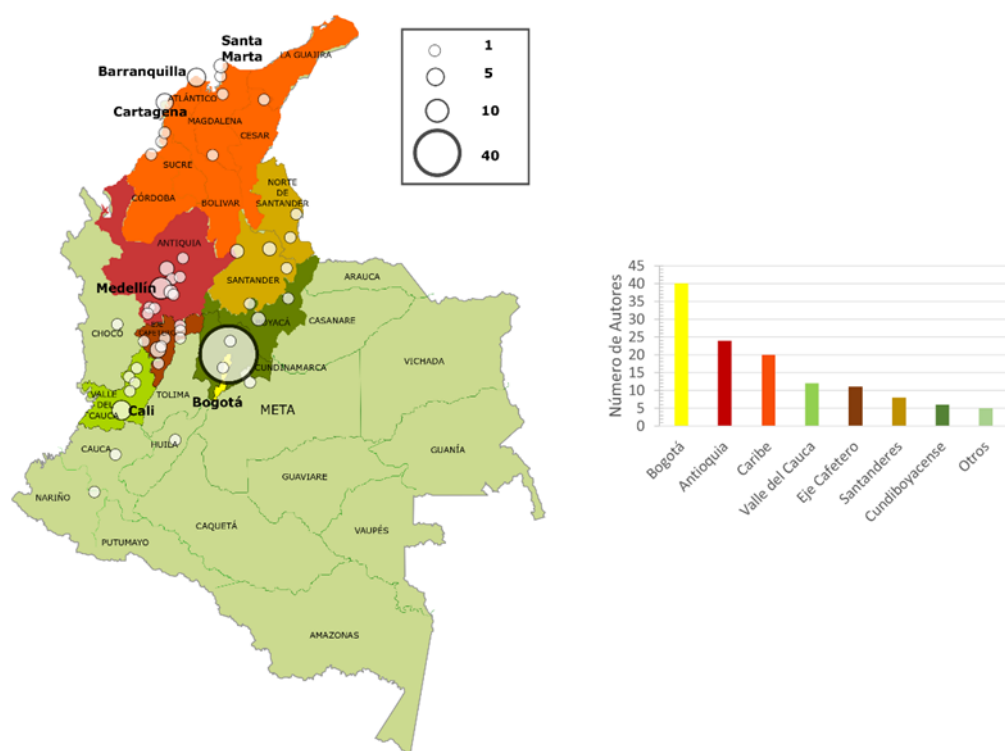 Santa
Marta
LA GUAJIRA
Barranquilla
ATLÁNTICO
Cartagena
MAGDALENA
CESAR
SUCRE
NORTE
DE
SANTANDER
CÓRDOBA
BOLIVAR
ANTIQUIA
SANTANDER
ARAUCA
Medellín
CHOCÓ
EJE
CASANARE
VICHADA
CUNDINAMARCA
VALLE
DEL
CAUCA
Cali
TOLIMA
Bogotá
META
CAUCA
HUILA
GUANÍA
GUAVIARE
NARIÑO
CAQUETÁ
VAUPÉS
PUTUMAYO
AMAZONAS
1
5
10
40
Número de Autores
45
40
35
30
25
20
15
10
5
0
Bogotá
Antioquia
Caribe
Valle del Cauca
Eje Cafetero
Santanderes
Cundiboyacense
Otros